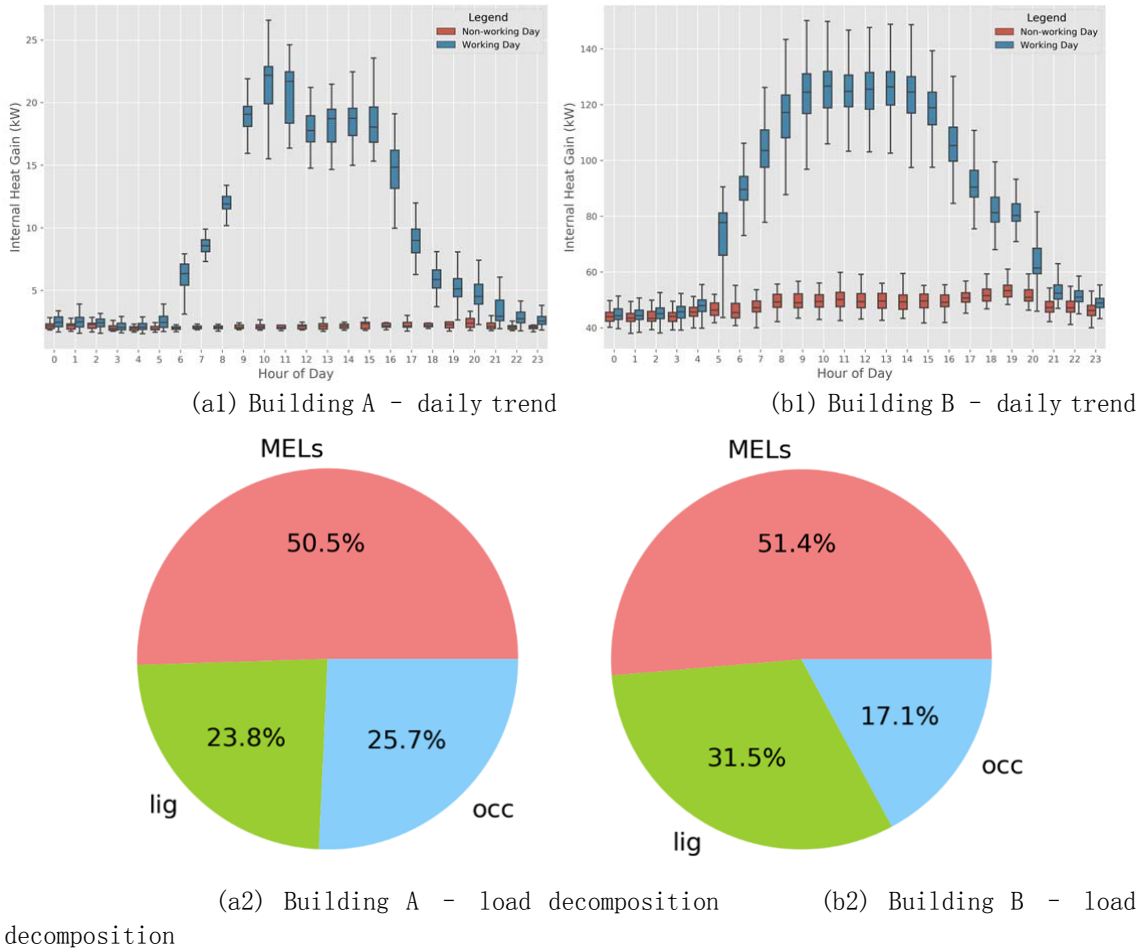 Legend
Non-working Day
Working Day
Internal Heat Gain (kW)
25
20
15
10
5
0 1 2 3 4 5 6 7 8 9 10 11 12 13 14 15 16 17 18 19 20 21 22 23
Hour of Day
(a1) Building A - daily trend
Legend
Non-working Day
Working Day
Internal Heat Gain (kW)
140
120
100
80
60
40
0 1 2 3 4 5 6 7 8 9 10 11 12 13 14 15 16 17 18 19 20 21 22 23
Hour of Day
(b1) Building B - daily trend
MELs
50.5%
23.8%
25.7%
lig
occ
MELs
51.4%
17.1%
31.5%
occ
lig
(a2) Building A - load decomposition (b2) Building B - load
decomposition